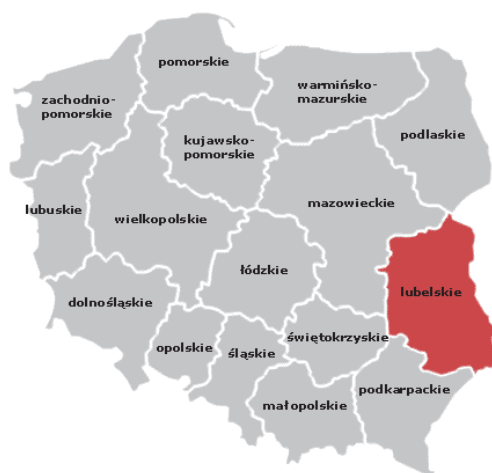 pomorskie
warmińsko-
mazurskie
zachodnio-
pomorskie
podlaskie
kujawsko-
pomorskie
lubuskie
wielkopolskie
mazowieckie
łódzkie
lubelskie
dolnośląskie
opolskie
śląskie
świętokrzyskie
podkarpackie
małopolskie